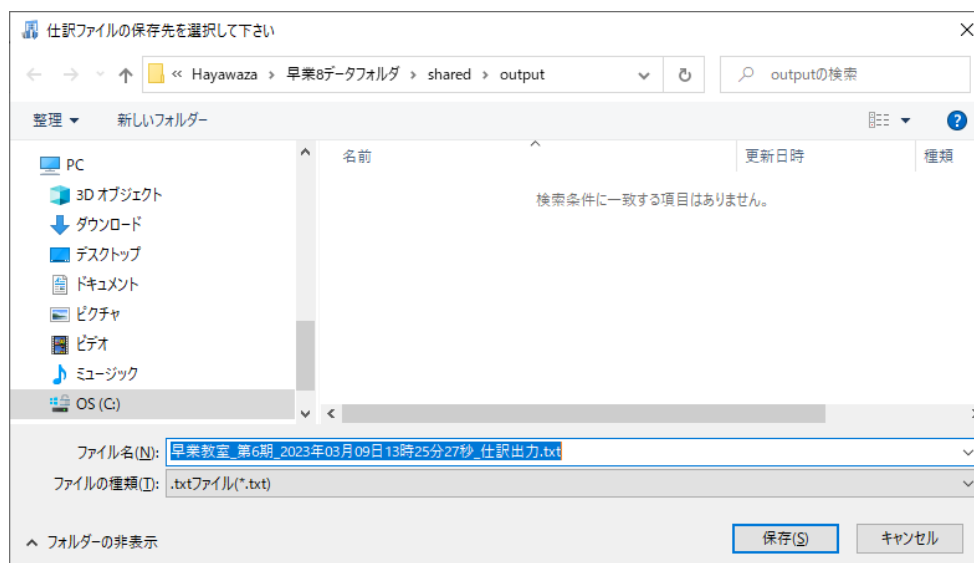 仕訳ファイルの保存先を選択して下さい
« Hayawaza › 早業8データフォルダ › shared › output
outputの検索
整理 新しいフォルダー
名前 更新日時 種類
検索条件に一致する項目はありません。
PC
3D オブジェクト
ダウンロード
デスクトップ
ドキュメント
ピクチャ
ビデオ
ミュージック
OS (C:)
ファイル名(N): 早業教室_第6期_2023年03月09日13時25分27秒_仕訳出力.txt
ファイルの種類(T): .txtファイル(*.txt)
フォルダーの非表示 保存(S) キャンセル